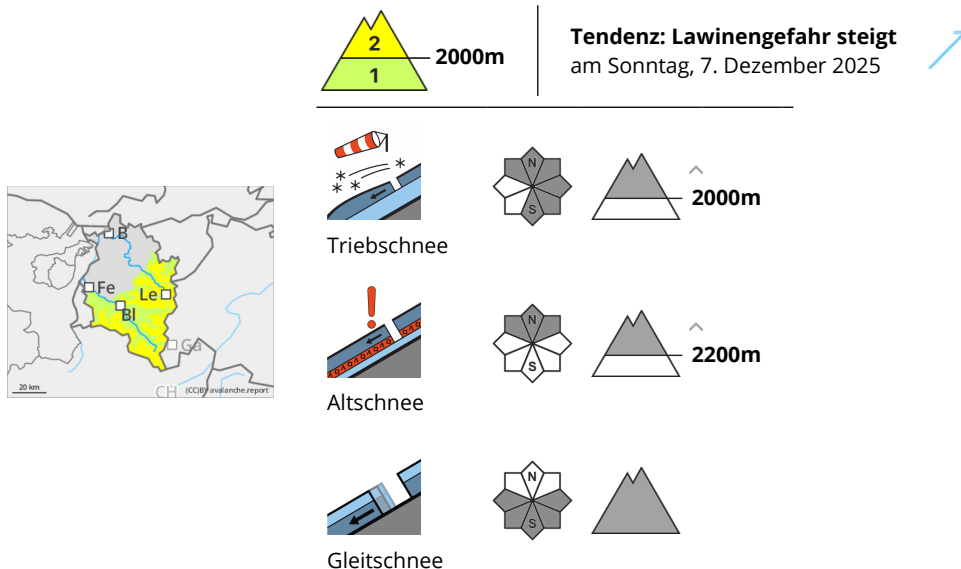 2
1
2000m
Tendenz: Lawinengefahr steigt
am Sonntag, 7. Dezember 2025
N
S
2000m
Triebschnee
B
Fe
Le
Bl
Ga
CH
20 km
(CC)BY avalanche.report
N
S
2200m
Altschnee
N
S
Gleitschnee